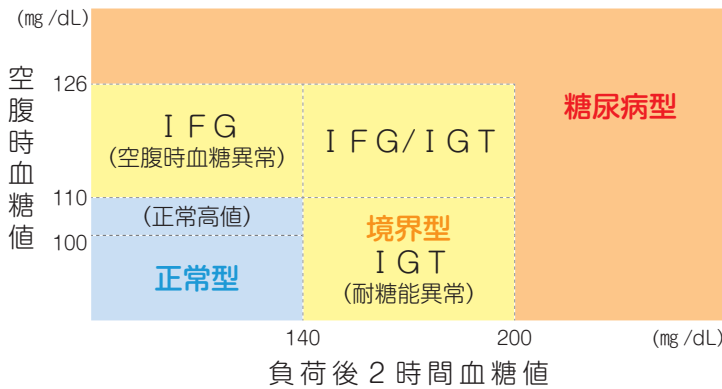 (mg/dL)
空腹時血糖値
126
110
100
ＩＦＧ
(空腹時血糖異常)
ＩＦＧ/ＩＧＴ
糖尿病型
(正常高値)
正常型
境界型
ＩＧＴ
(耐糖能異常)
140
200
(mg/dL)
負荷後２時間血糖値